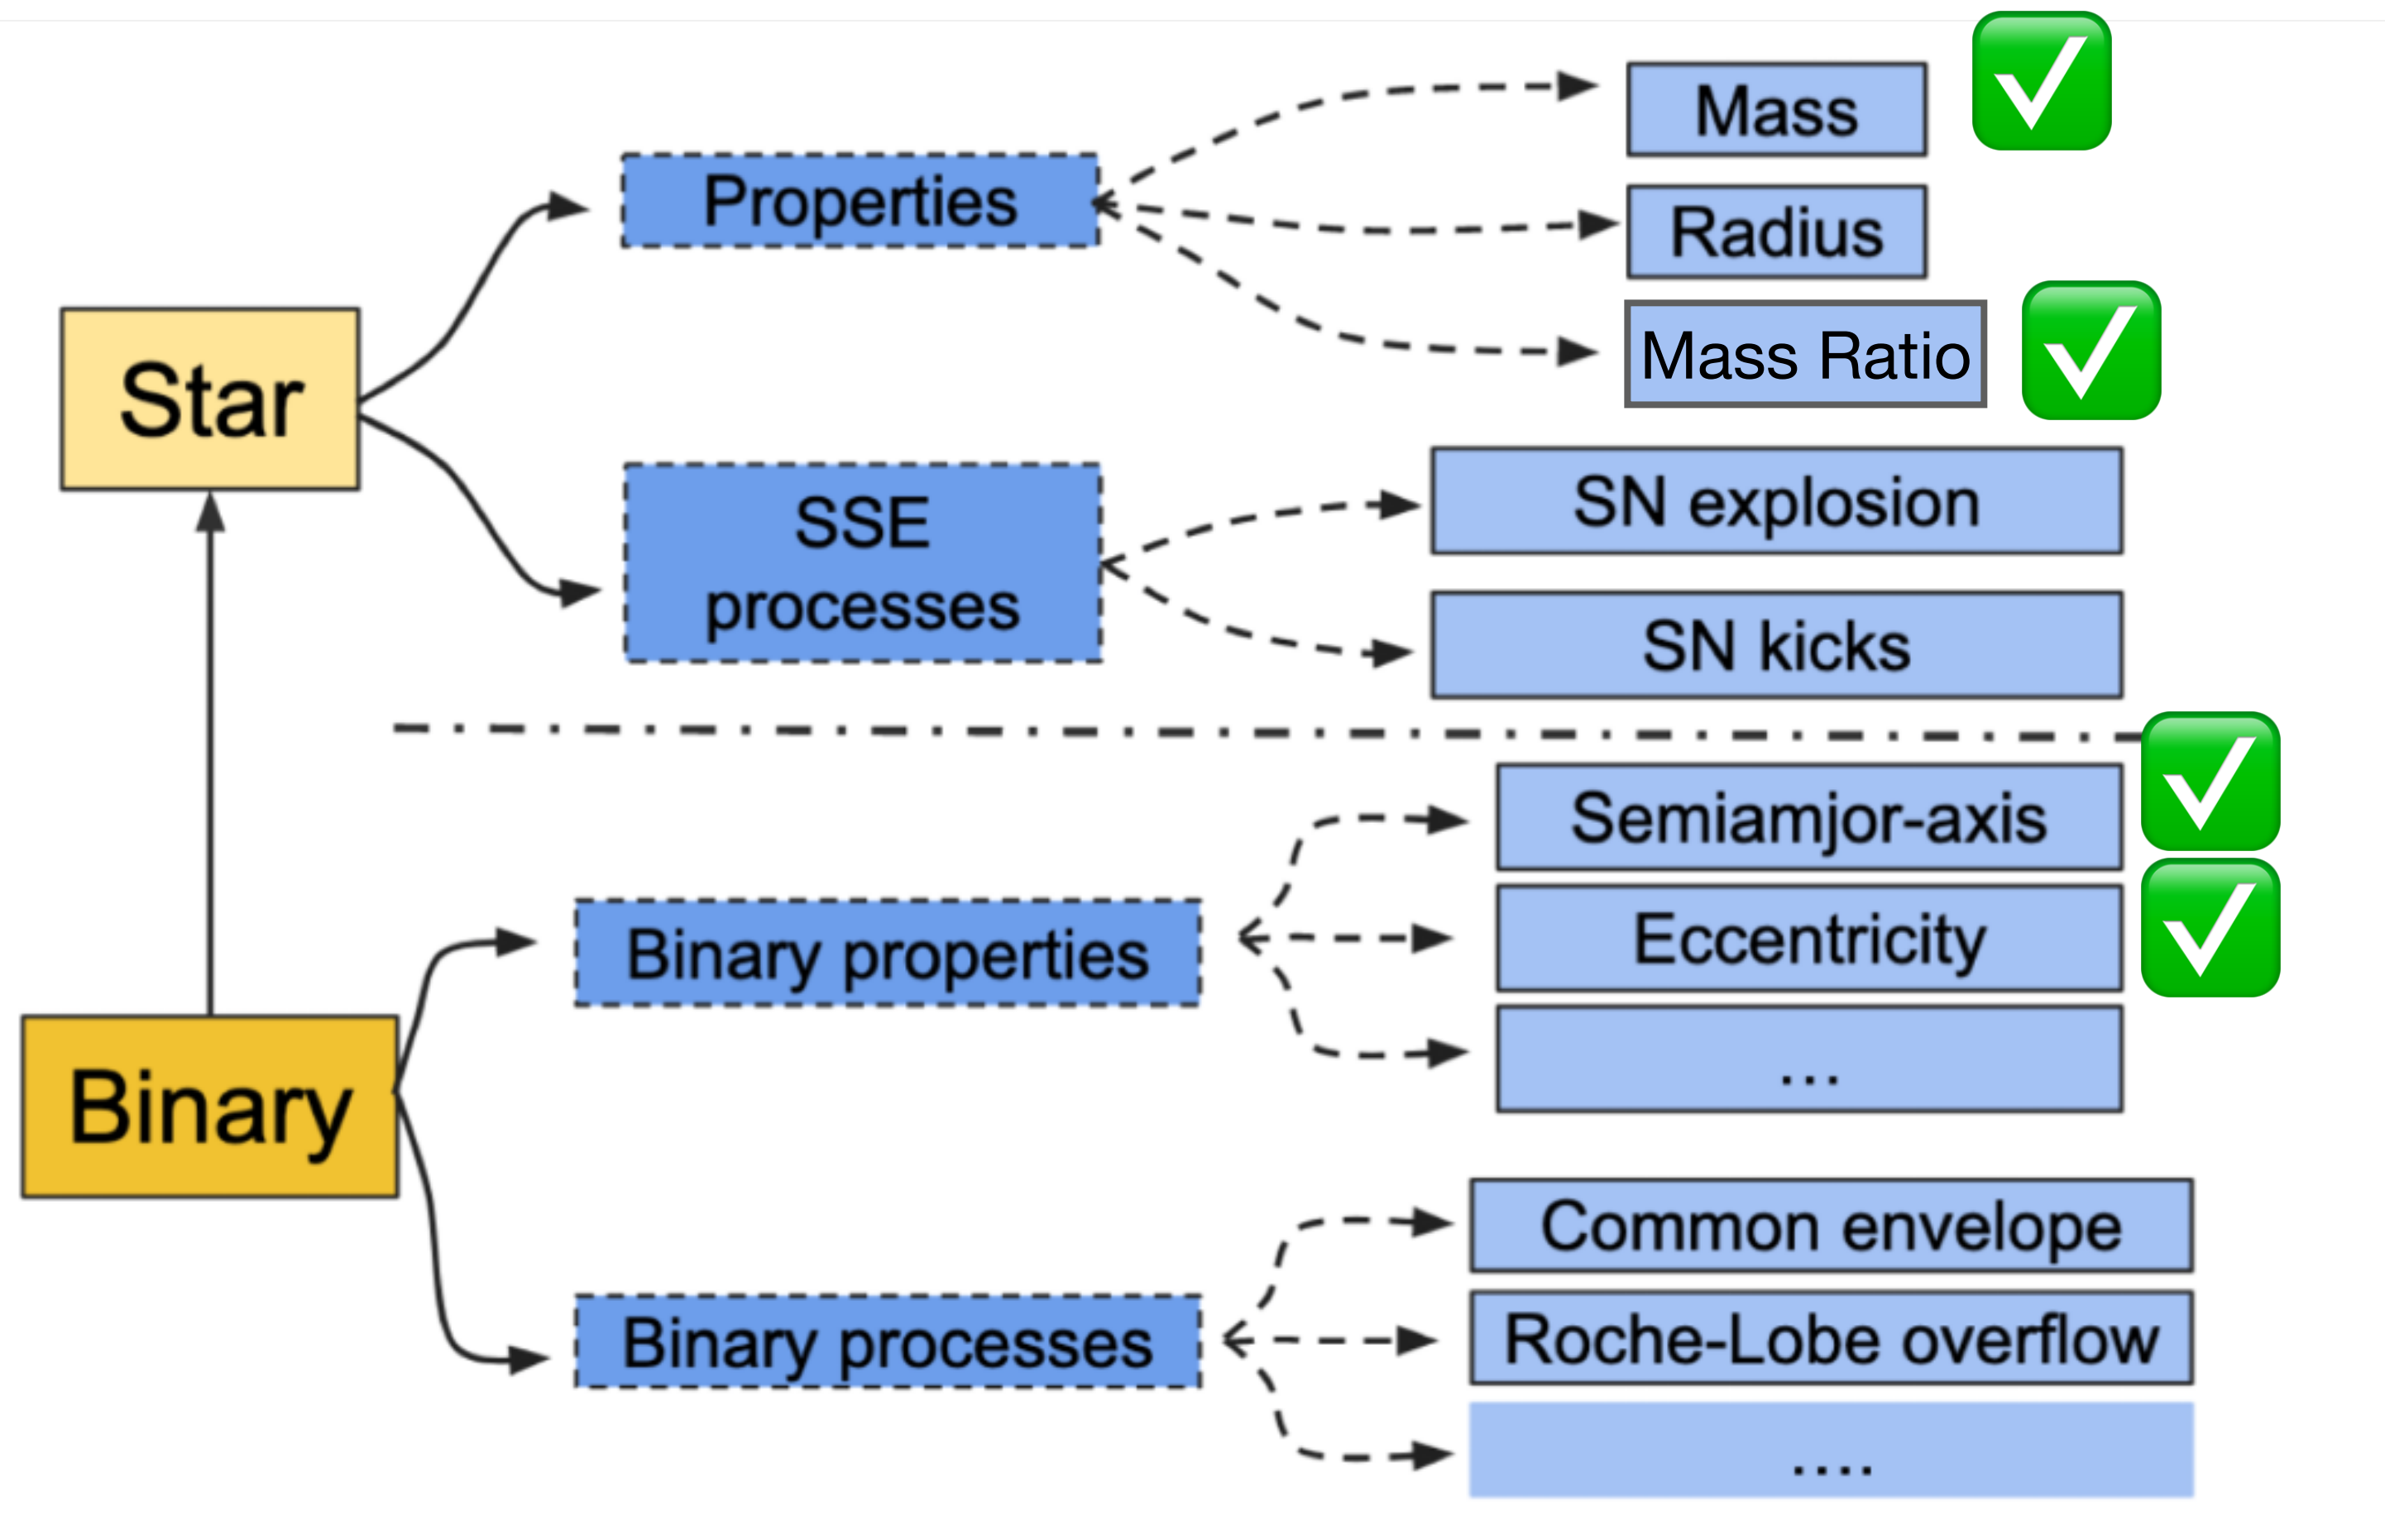 Mass
Properties
Radius
Mass Ratio
Star
SSE
processes
SN explosion
SN kicks
Semiamjor-axis
Binary properties
Eccentricity
...
Binary
Common envelope
Binary processes
Roche-Lobe overflow
....